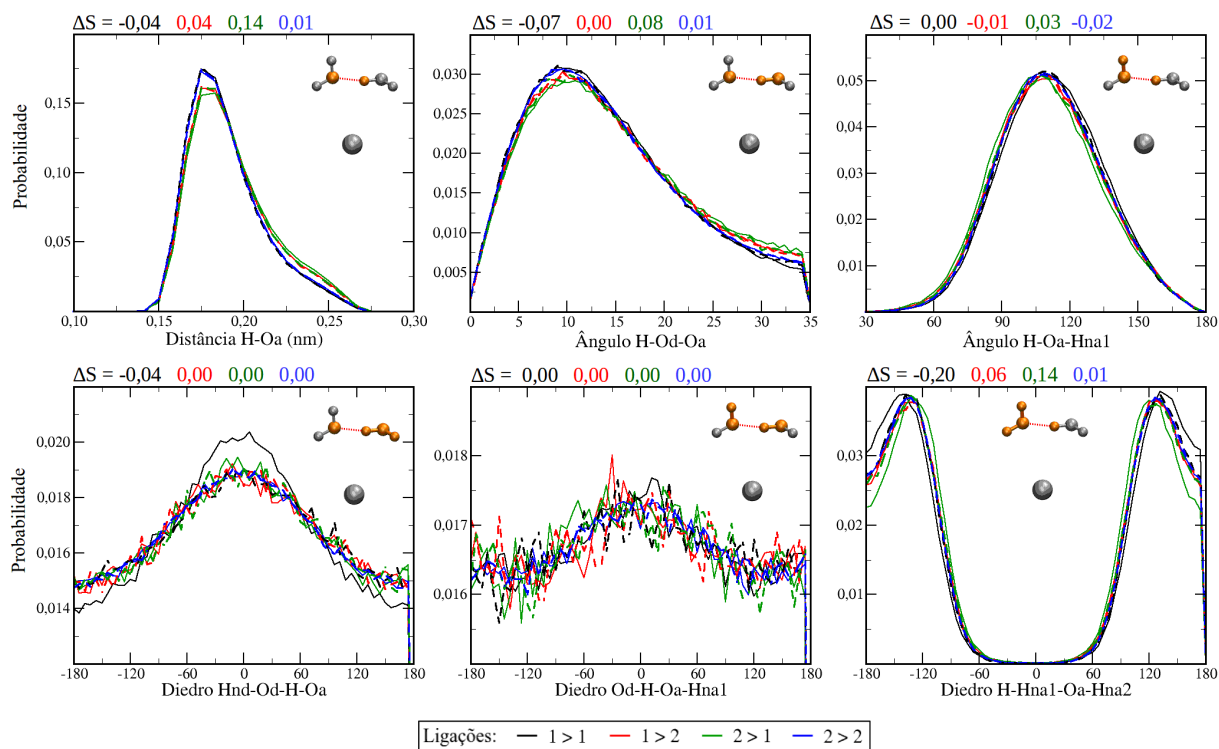 ΔS = -0,04 0,04 0,14 0,01
ΔS = -0,07 0,00 0,08 0,01
ΔS = 0,00 -0,01 0,03 -0,02
Probabilidade
0,15
0,10
0,05
0,10 0,15 0,20 0,25 0,30
Distância H-Oa (nm)
0,030
0,025
0,020
0,015
0,010
0,005
0 5 10 15 20 25 30 35
Ângulo H-Od-Oa
0,05
0,04
0,03
0,02
0,01
30 60 90 120 150 180
Ângulo H-Oa-Hna1
ΔS = -0,04 0,00 0,00 0,00
ΔS = 0,00 0,00 0,00 0,00
ΔS = -0,20 0,06 0,14 0,01
Probabilidade
0,020
0,018
0,016
0,014
-180 -120 -60 0 60 120 180
Diedro Hnd-Od-H-Oa
0,018
0,017
0,016
-180 -120 -60 0 60 120 180
Diedro Od-H-Oa-Hna1
0,03
0,02
0,01
-180 -120 -60 0 60 120 180
Diedro H-Hna1-Oa-Hna2
Ligações: 1 > 1 1 > 2 2 > 1 2 > 2